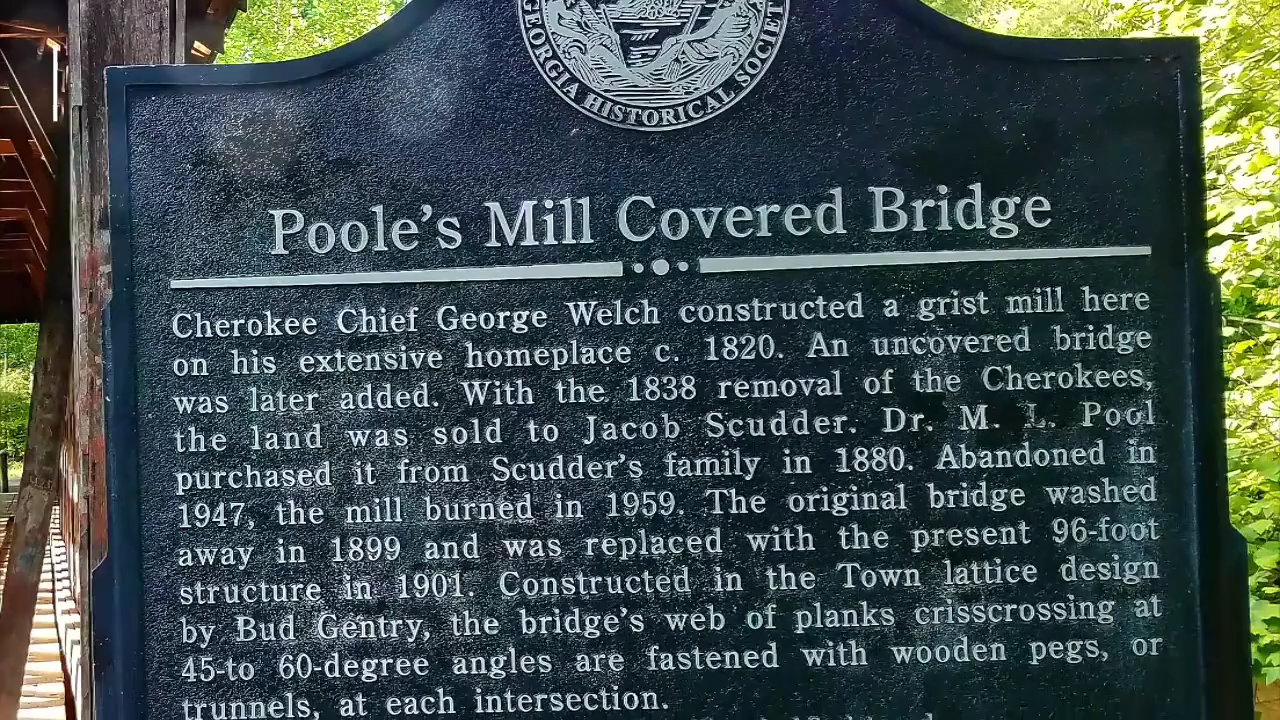 GEORGIA HISTORICAL SOCIETY
Poole's Mill Covered Bridge
Cherokee Chief George Welch constructed a grist mill here
on his extensive homeplace c. 1820. An uncovered bridge
was later added. With the 1838 removal of the Cherokees,
the land was sold to Jacob Scudder. Dr. M. L. Pool
purchased it from Scudder's family in 1880. Abandoned in
1947, the mill burned in 1959. The original bridge washed
away in 1899 and was replaced with the present 96-foot
structure in 1901. Constructed in the Town lattice design
by Bud Gentry, the bridge's web of planks crisscrossing at
45-to 60-degree angles are fastened with wooden pegs, or
trunnels, at each intersection.